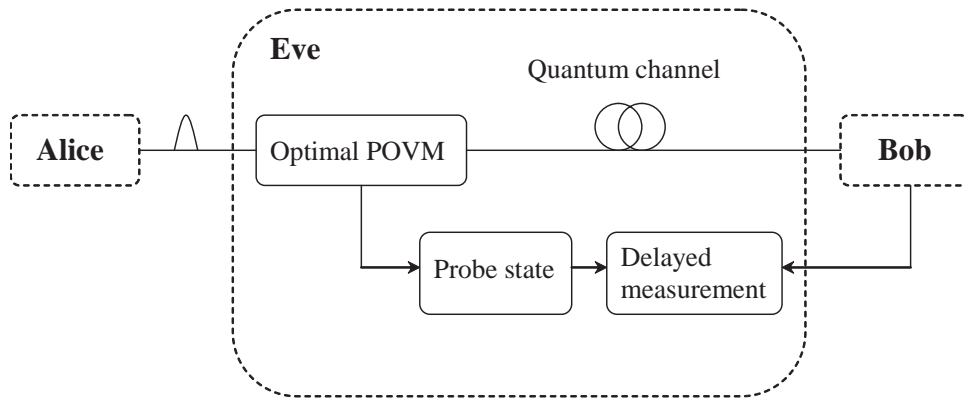 Eve
Quantum channel
Alice
Optimal POVM
Bob
Probe state
Delayed
measurement